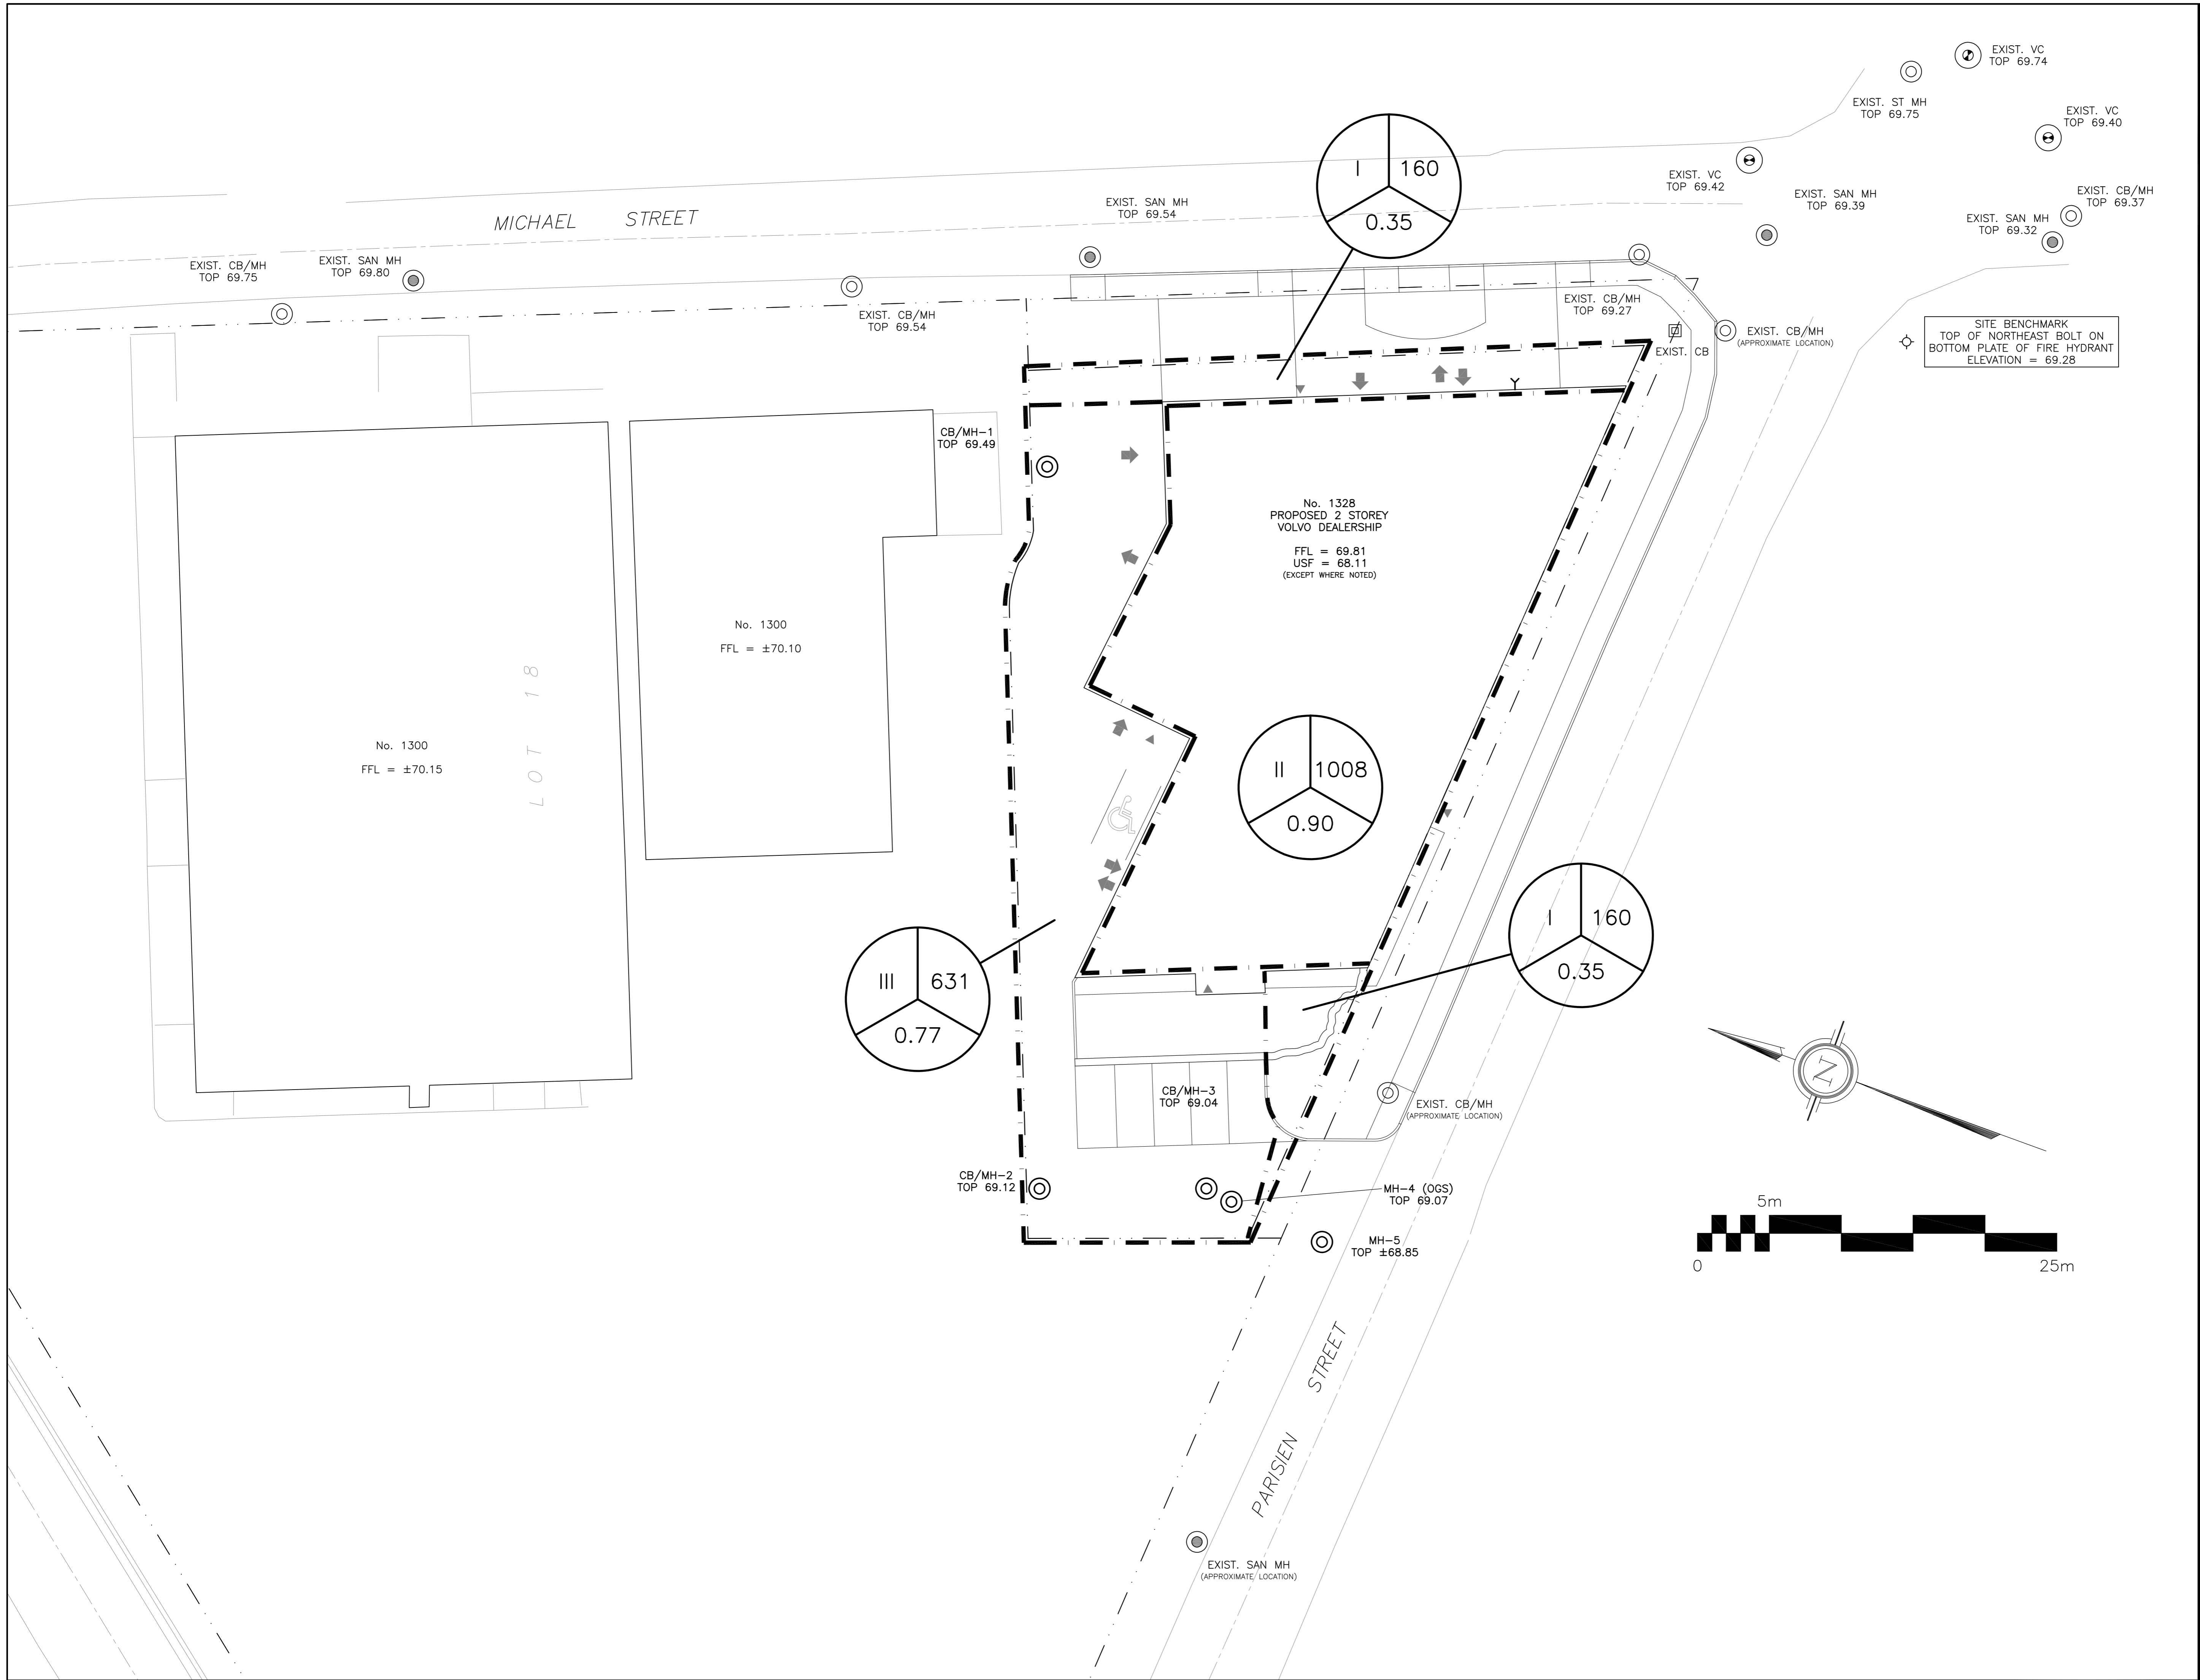 EXIST. VC
TOP 69.74
EXIST. ST MH
TOP 69.75
EXIST. VC
TOP 69.40
I
160
0.35
EXIST. VC
TOP 69.42
EXIST. SAN MH
TOP 69.39
EXIST. CB/MH
TOP 69.37
EXIST. SAN MH
TOP 69.32
MICHAEL STREET
EXIST. SAN MH
TOP 69.54
EXIST. CB/MH
TOP 69.75
EXIST. SAN MH
TOP 69.80
EXIST. CB/MH
TOP 69.54
EXIST. CB/MH
TOP 69.27
EXIST. CB/MH
(APPROXIMATE LOCATION)
EXIST. CB
SITE BENCHMARK
TOP OF NORTHEAST BOLT ON
BOTTOM PLATE OF FIRE HYDRANT
ELEVATION = 69.28
CB/MH-1
TOP 69.49
No. 1328
PROPOSED 2 STOREY
VOLVO DEALERSHIP
FFL = 69.81
USF = 68.11
(EXCEPT WHERE NOTED)
No. 1300
FFL = ±70.10
LOT 18
No. 1300
FFL = ±70.15
II
1008
0.90
I
160
0.35
III
631
0.77
CB/MH-3
TOP 69.04
EXIST. CB/MH
(APPROXIMATE LOCATION)
N
CB/MH-2
TOP 69.12
MH-4 (OGS)
TOP 69.07
MH-5
TOP ±68.85
5m
0
25m
PARISIEN STREET
EXIST. SAN MH
(APPROXIMATE LOCATION)